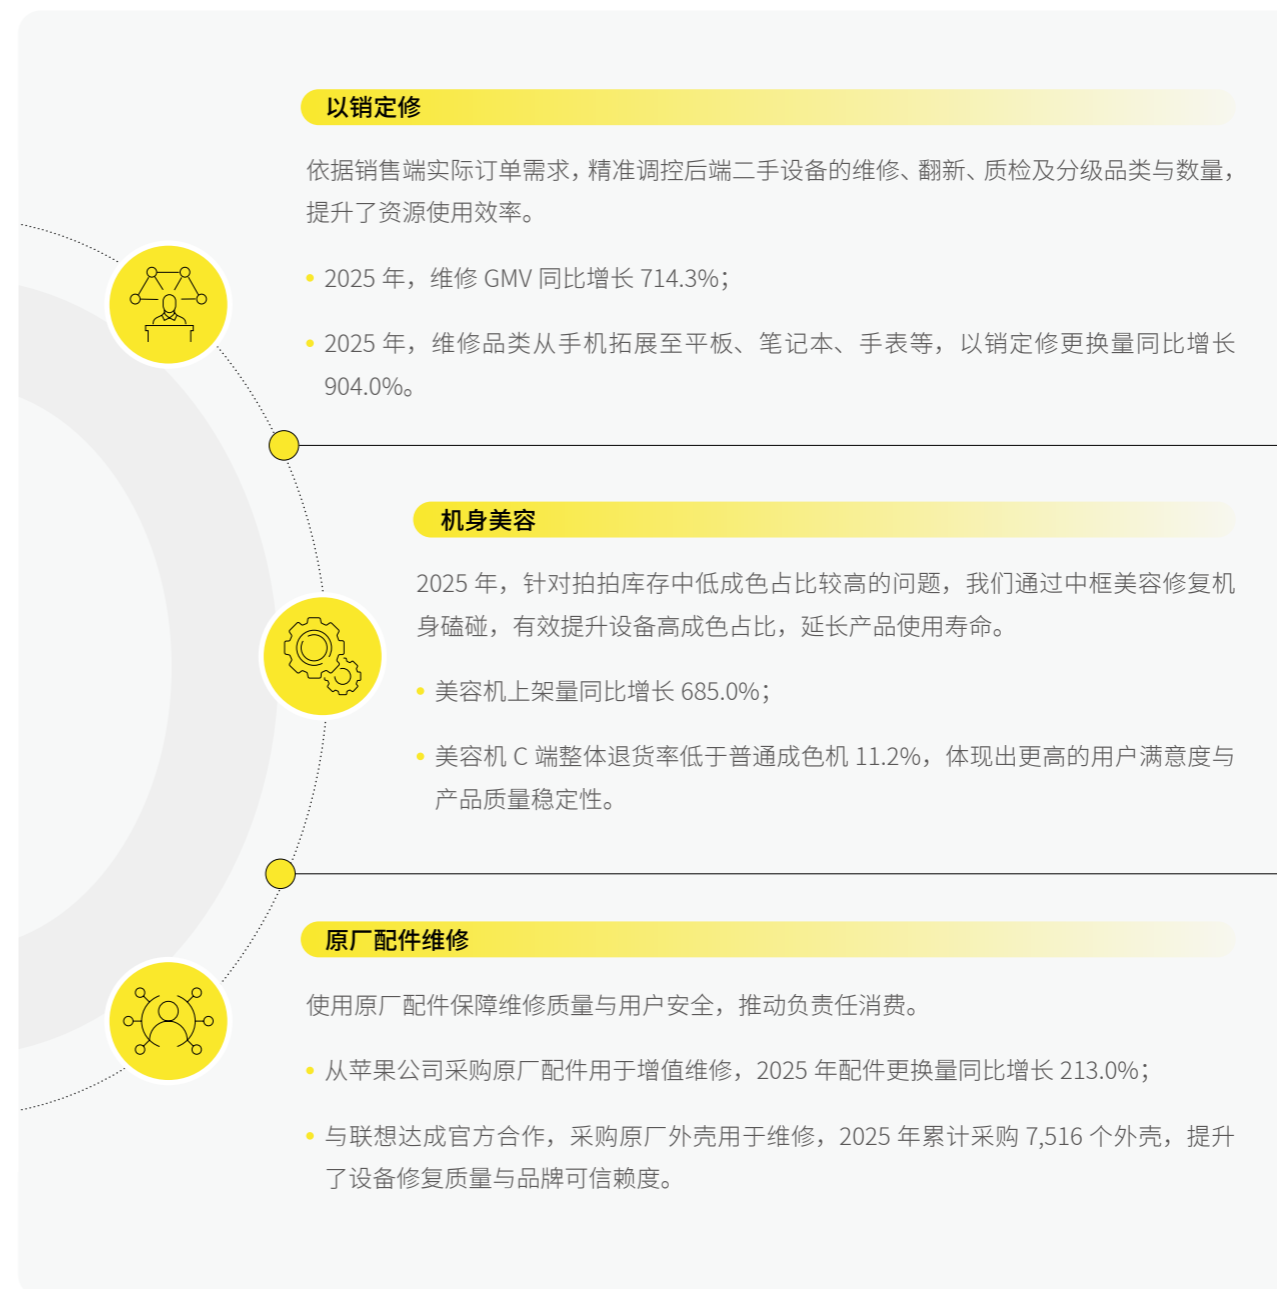 以销定修
依据销售端实际订单需求，精准调控后端二手设备的维修、翻新、质检及分级品类与数量，
提升了资源使用效率。
• 2025 年，维修 GMV 同比增长 714.3%；
• 2025 年，维修品类从手机拓展至平板、笔记本、手表等，以销定修更换量同比增长
904.0%。
机身美容
2025 年，针对拍拍库存中低成色占比较高的问题，我们通过中框美容修复机
身磕碰，有效提升设备高成色占比，延长产品使用寿命。
• 美容机上架量同比增长 685.0%；
• 美容机 C 端整体退货率低于普通成色机 11.2%，体现出更高的用户满意度与
产品质量稳定性。
原厂配件维修
使用原厂配件保障维修质量与用户安全，推动负责任消费。
• 从苹果公司采购原厂配件用于增值维修，2025 年配件更换量同比增长 213.0%；
• 与联想达成官方合作，采购原厂外壳用于维修，2025 年累计采购 7,516 个外壳，提升
了设备修复质量与品牌可信赖度。